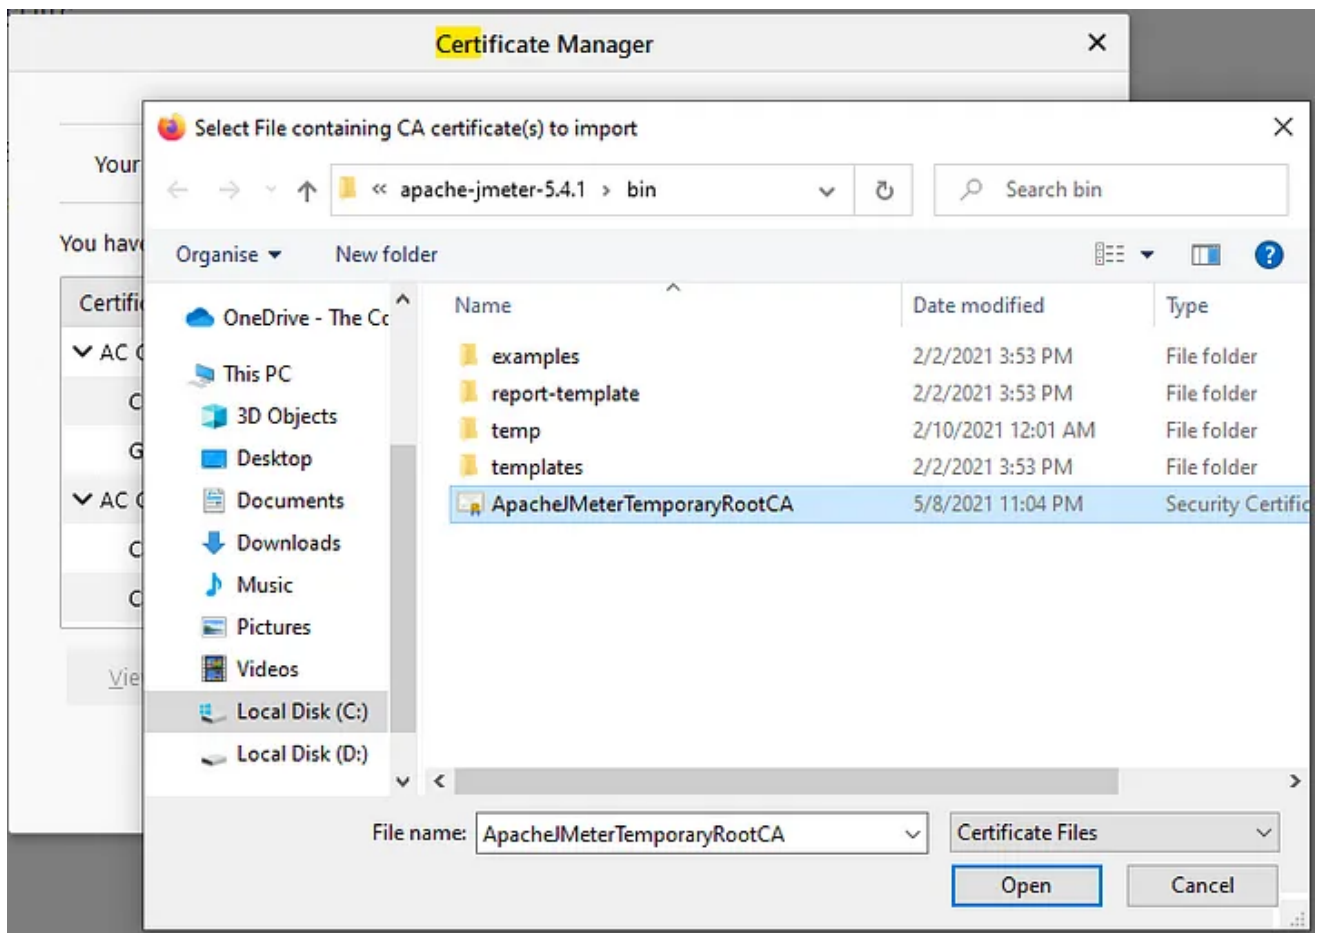 Certificate Manager
Select File containing CA certificate(s) to import
Your
« apache-jmeter-5.4.1 › bin
Search bin
Organise
New folder
You have
Certific
AC C
C
G
AC C
C
C
Vie
OneDrive - The Co
This PC
3D Objects
Desktop
Documents
Downloads
Music
Pictures
Videos
Local Disk (C:)
Local Disk (D:)
Name Date modified Type
examples 2/2/2021 3:53 PM File folder
report-template 2/2/2021 3:53 PM File folder
temp 2/10/2021 12:01 AM File folder
templates 2/2/2021 3:53 PM File folder
ApacheJMeterTemporaryRootCA 5/8/2021 11:04 PM Security Certific
File name: ApacheJMeterTemporaryRootCA Certificate Files
Open Cancel